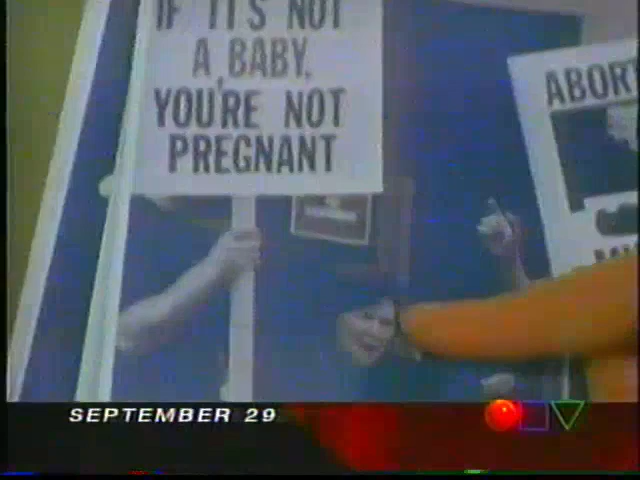 IF IT'S NOT
A BABY,
YOU'RE NOT
PREGNANT
ABORT
SEPTEMBER 29